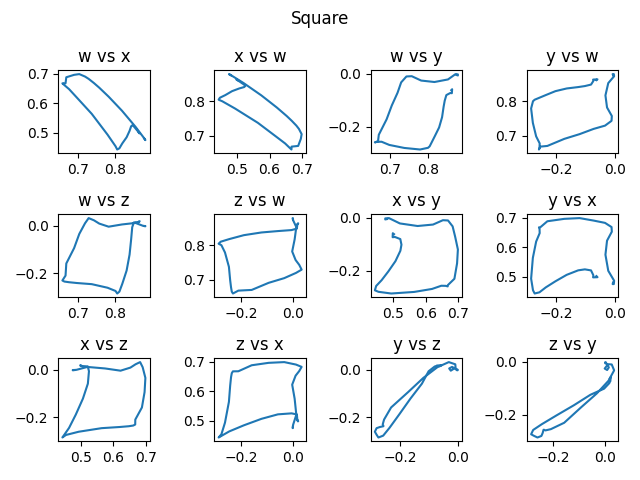 Square
w vs x
x vs w
w vs y
y vs w
0.7
0.6
0.5
0.7 0.8
0.8
0.7
0.5 0.6 0.7
0.0
−0.2
0.7 0.8
0.8
0.7
−0.2 0.0
w vs z
z vs w
x vs y
y vs x
0.0
−0.2
0.7 0.8
0.8
0.7
−0.2 0.0
0.0
−0.2
0.5 0.6 0.7
0.7
0.6
0.5
−0.2 0.0
x vs z
z vs x
y vs z
z vs y
0.0
−0.2
0.5 0.6 0.7
0.7
0.6
0.5
−0.2 0.0
0.0
−0.2
−0.2 0.0
0.0
−0.2
−0.2 0.0